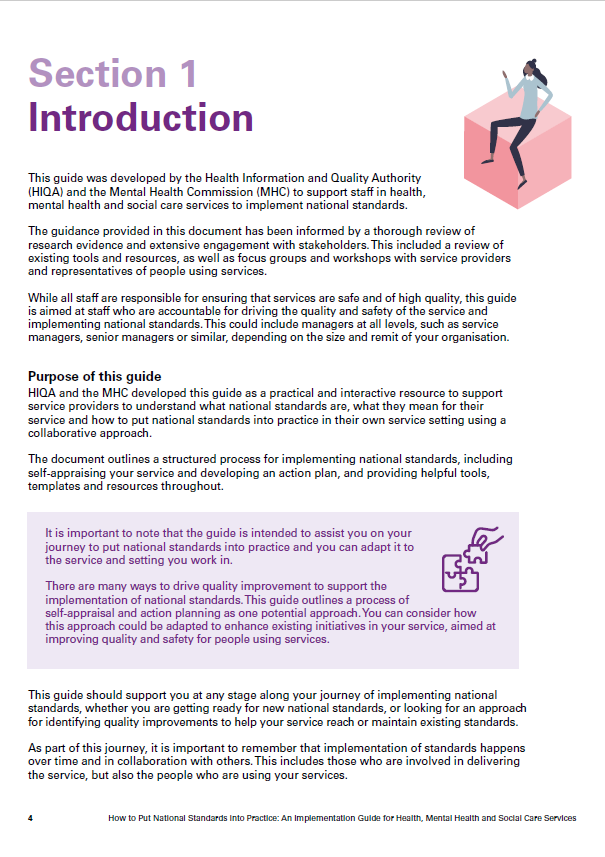 Section 1
Introduction
This guide was developed by the Health Information and Quality Authority
(HIQA) and the Mental Health Commission (MHC) to support staff in health,
mental health and social care services to implement national standards.
The guidance provided in this document has been informed by a thorough review of
research evidence and extensive engagement with stakeholders. This included a review of
existing tools and resources, as well as focus groups and workshops with service providers
and representatives of people using services.
While all staff are responsible for ensuring that services are safe and of high quality, this guide
is aimed at staff who are accountable for driving the quality and safety of the service and
implementing national standards. This could include managers at all levels, such as service
managers, senior managers or similar, depending on the size and remit of your organisation.
Purpose of this guide
HIQA and the MHC developed this guide as a practical and interactive resource to support
service providers to understand what national standards are, what they mean for their
service and how to put national standards into practice in their own service setting using a
collaborative approach.
The document outlines a structured process for implementing national standards, including
self-appraising your service and developing an action plan, and providing helpful tools,
templates and resources throughout.
It is important to note that the guide is intended to assist you on your
journey to put national standards into practice and you can adapt it to
the service and setting you work in.
There are many ways to drive quality improvement to support the
implementation of national standards. This guide outlines a process of
self-appraisal and action planning as one potential approach. You can consider how
this approach could be adapted to enhance existing initiatives in your service, aimed at
improving quality and safety for people using services.
This guide should support you at any stage along your journey of implementing national
standards, whether you are getting ready for new national standards, or looking for an approach
for identifying quality improvements to help your service reach or maintain existing standards.
As part of this journey, it is important to remember that implementation of standards happens
over time and in collaboration with others. This includes those who are involved in delivering
the service, but also the people who are using your services.
4 How to Put National Standards Into Practice: An Implementation Guide for Health, Mental Health and Social Care Services